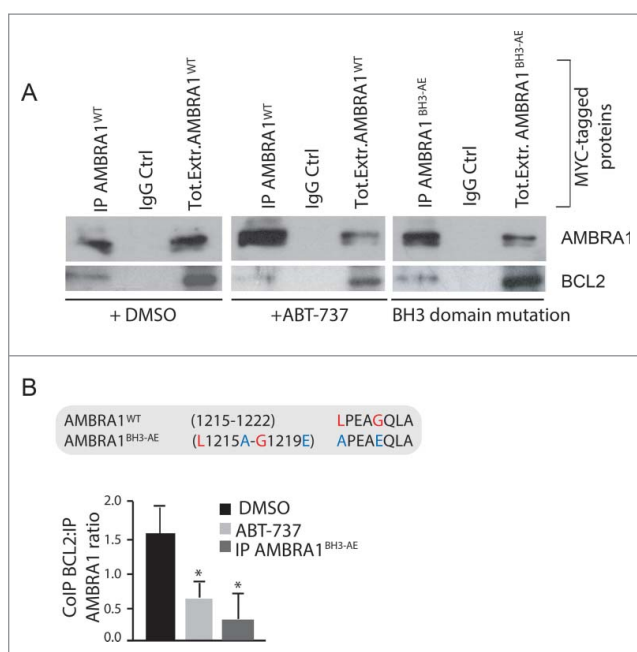 A
IP AMBRA1WT
IgG Ctrl
Tot.Extr.AMBRA1WT
IP AMBRA1WT
IgG Ctrl
Tot.Extr.AMBRA1WT
IP AMBRA1BH3-AE
IgG Ctrl
Tot.Extr. AMBRA1BH3-AE
MYC-tagged
proteins
AMBRA1
BCL2
+ DMSO
+ABT-737
BH3 domain mutation
B
AMBRA1WT (1215-1222) LPEAGQLA
AMBRA1BH3-AE (L1215A-G1219E) APEAEQLA
CoIP BCL2:IP
AMBRA1 ratio
2.0
1.5
1.0
0.5
0.0
DMSO
ABT-737
IP AMBRA1BH3-AE
* *